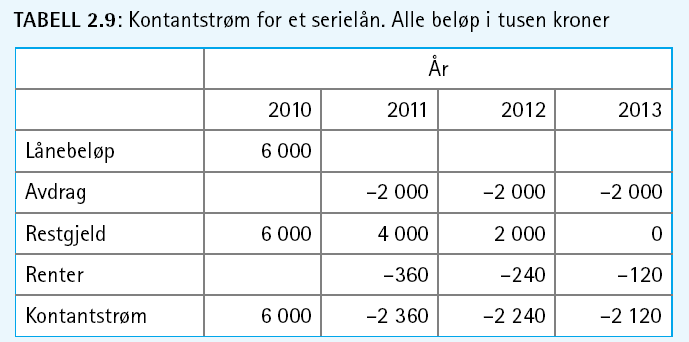 TABELL 2.9: Kontantstrøm for et serielån. Alle beløp i tusen kroner
År
2010 2011 2012 2013
Lånebeløp 6 000
Avdrag –2 000 –2 000 –2 000
Restgjeld 6 000 4 000 2 000 0
Renter –360 –240 –120
Kontantstrøm 6 000 –2 360 –2 240 –2 120